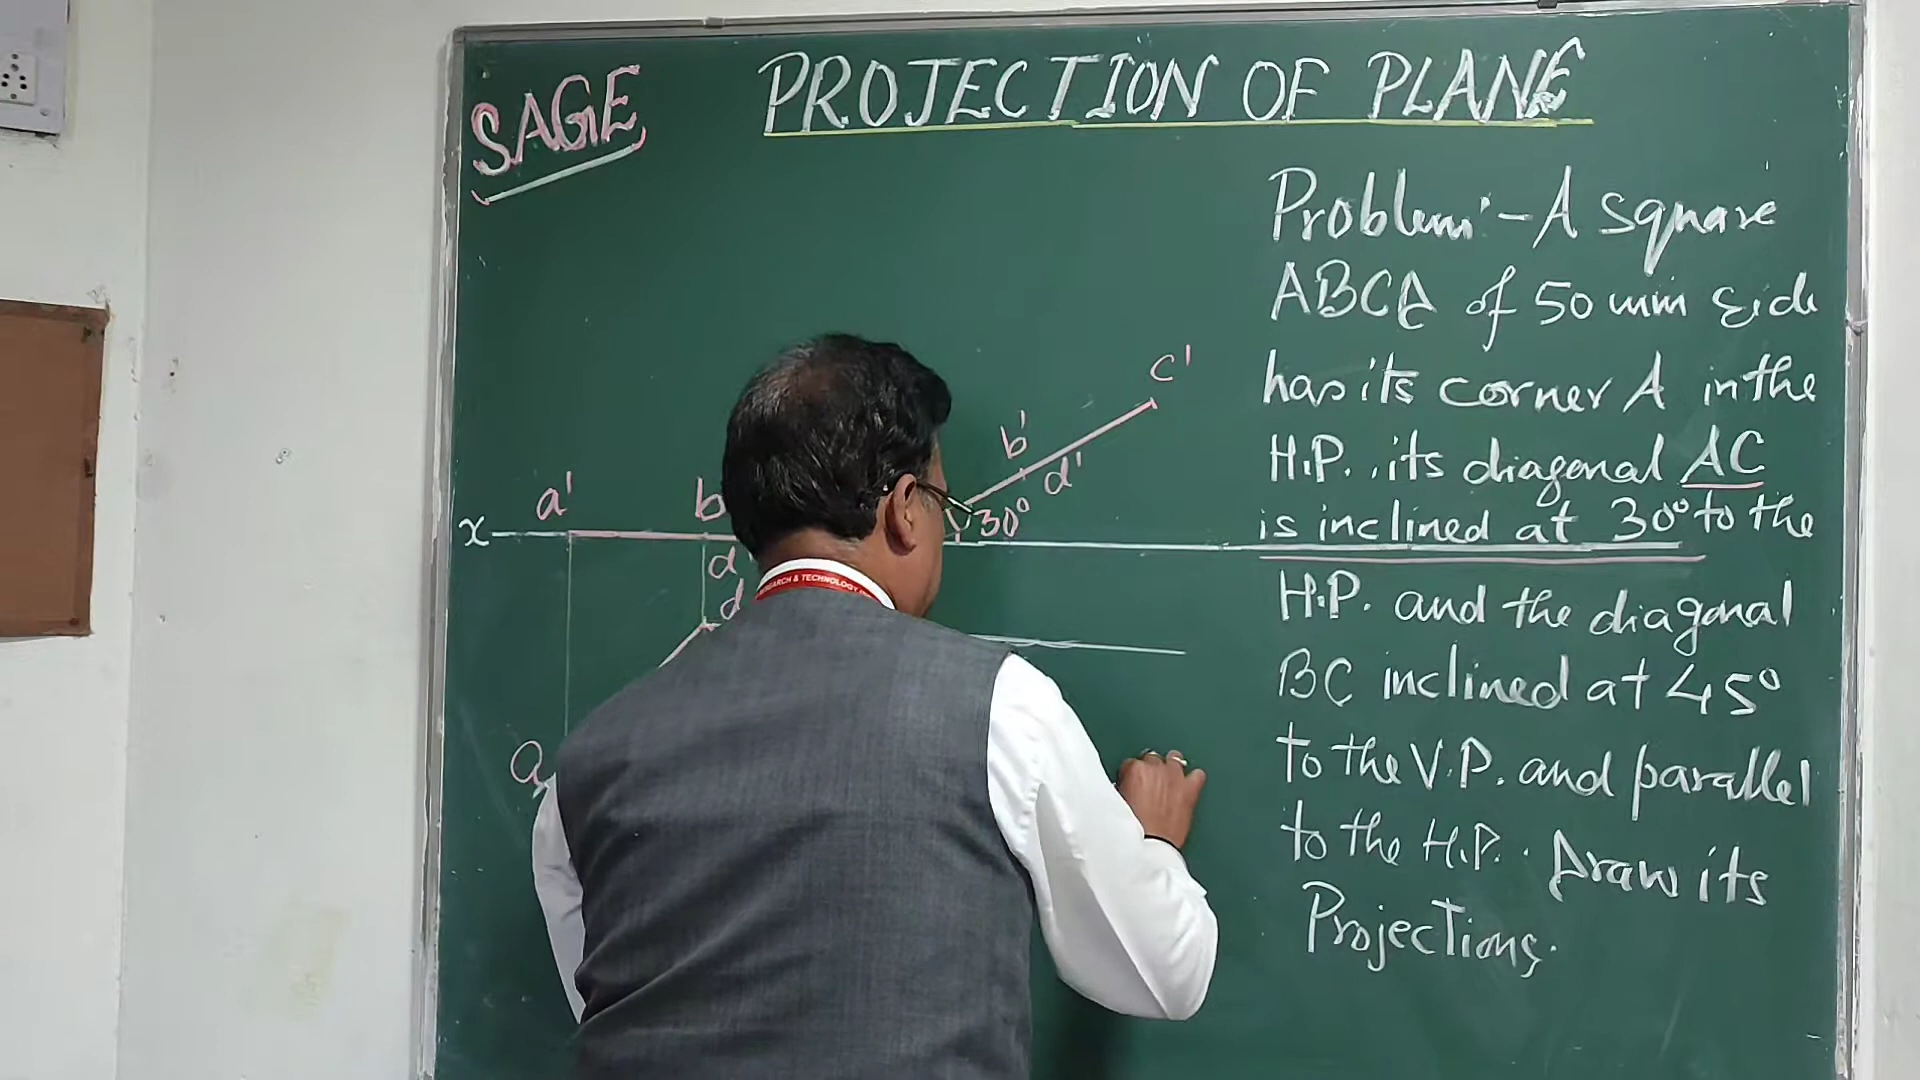 SAGE
PROJECTION OF PLANE
Problem:- A square
ABCD of 50 mm side
has its corner A in the
H.P., its diagonal AC
is inclined at 30° to the
H.P. and the diagonal
BC inclined at 45°
to the V.P. and parallel
to the H.P. Draw its
Projections.
c'
b'
d'
30°
a'
b
x
d
d
a
ESEARCH & TECHNOLOGY